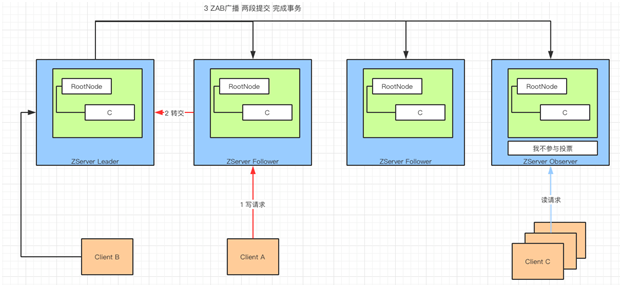 3 ZAB广播 两段提交 完成事务
RootNode
C
ZServer Leader
2 转交
RootNode
C
ZServer Follower
RootNode
C
ZServer Follower
RootNode
C
我不参与投票
ZServer Observer
1 写请求
读请求
Client B
Client A
Client C